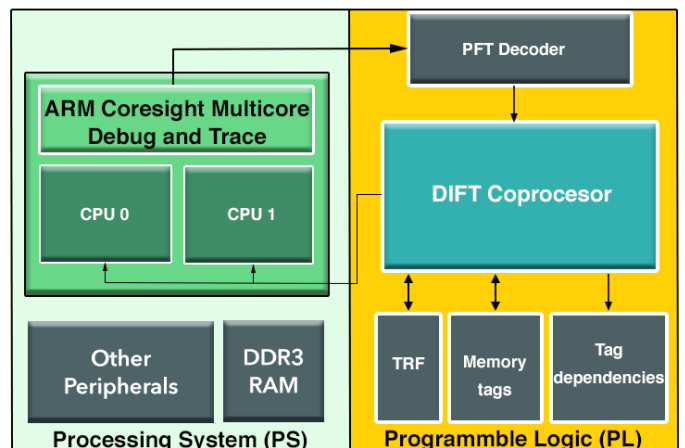 PFT Decoder
ARM Coresight Multicore
Debug and Trace
CPU 0
CPU 1
DIFT Coprocesor
Other
Peripherals
DDR3
RAM
TRF
Memory
tags
Tag
dependencies
Processing System (PS)
Programmble Logic (PL)